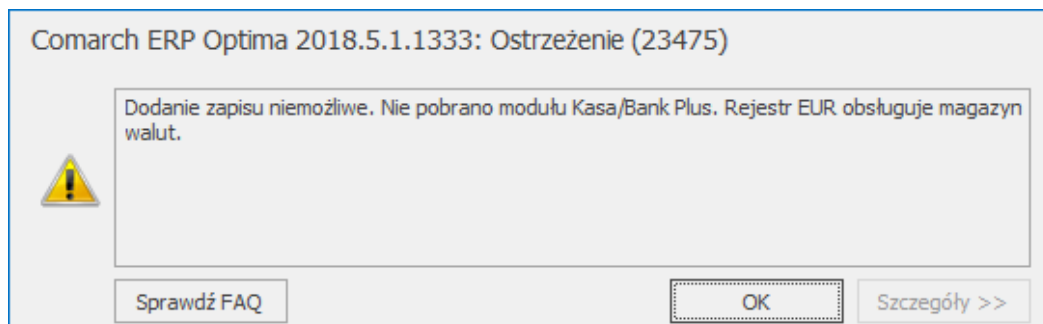 Comarch ERP Optima 2018.5.1.1333: Ostrzeżenie (23475)
Dodanie zapisu niemożliwe. Nie pobrano modułu Kasa/Bank Plus. Rejestr EUR obsługuje magazyn
walut.
Sprawdź FAQ
OK
Szczegóły >>